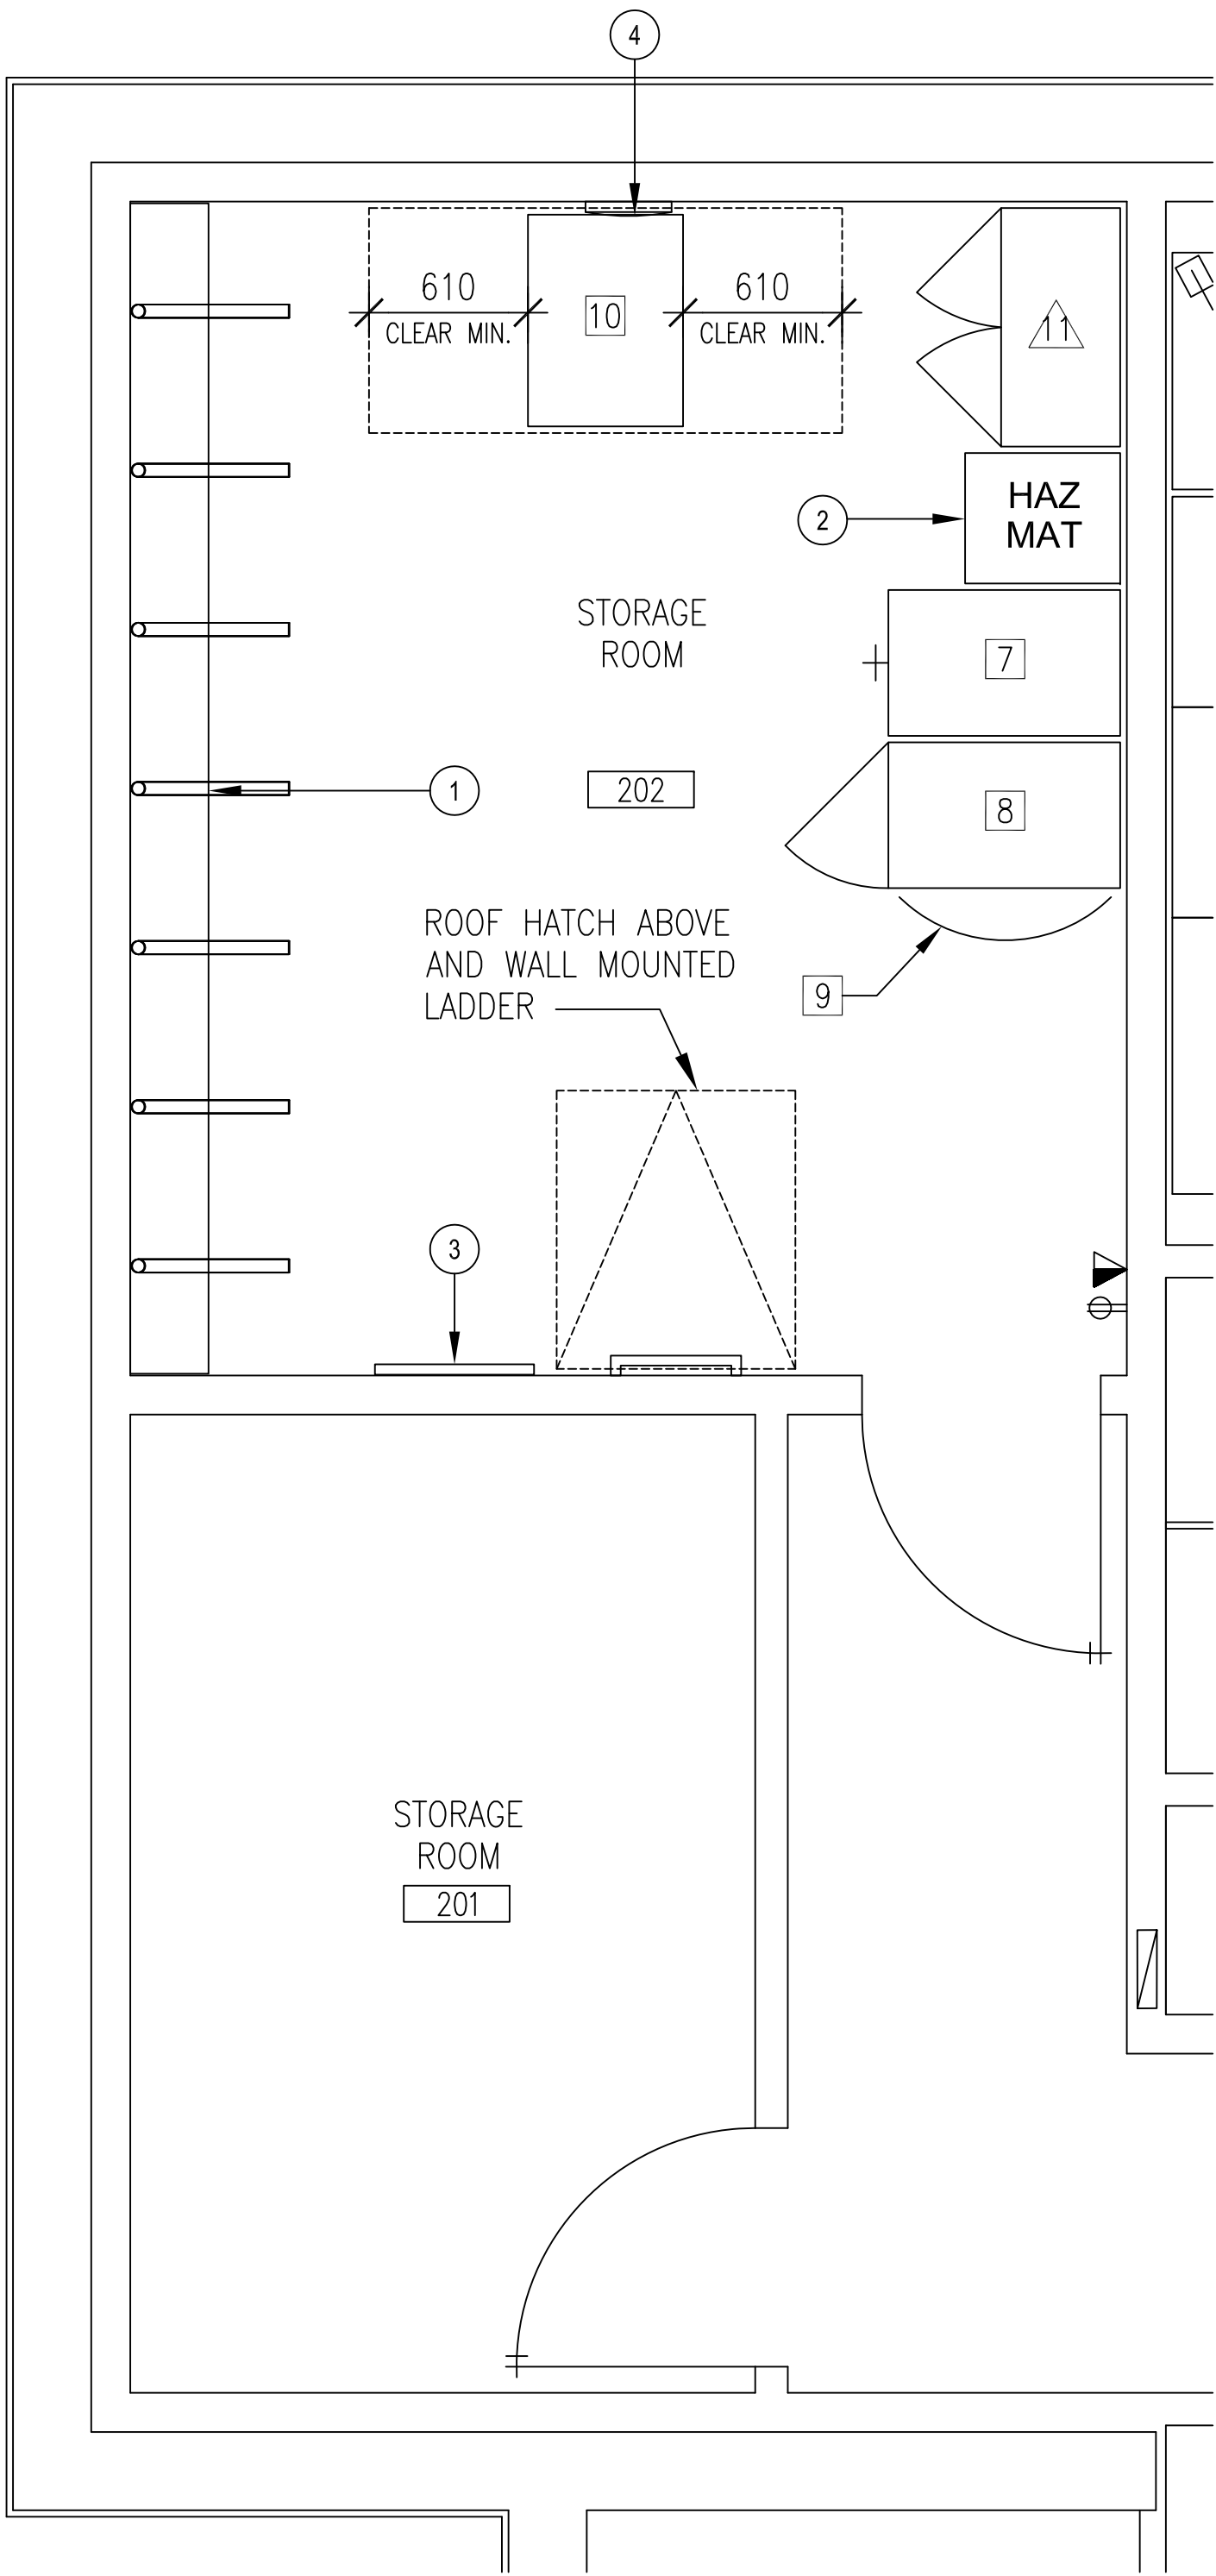 4
610
CLEAR MIN.
10
610
CLEAR MIN.
11
HAZ
MAT
2
STORAGE
ROOM
7
1
202
8
ROOF HATCH ABOVE
AND WALL MOUNTED
LADDER
9
3
STORAGE
ROOM
201